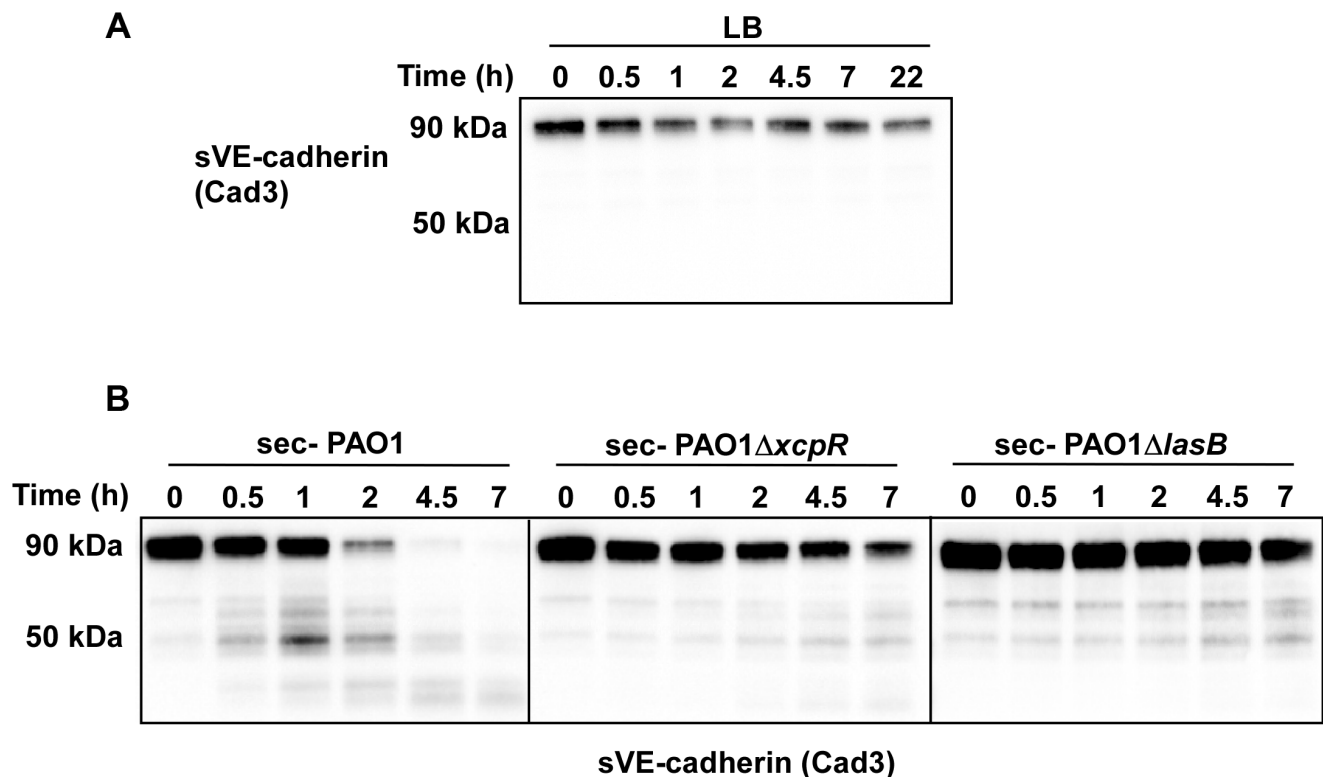 A
LB
Time (h) 0 0.5 1 2 4.5 7 22
90 kDa
sVE-cadherin
(Cad3)
50 kDa
B
sec- PAO1 sec- PAO1ΔxcpR sec- PAO1ΔlasB
Time (h) 0 0.5 1 2 4.5 7 0 0.5 1 2 4.5 7 0 0.5 1 2 4.5 7
90 kDa
50 kDa
sVE-cadherin (Cad3)